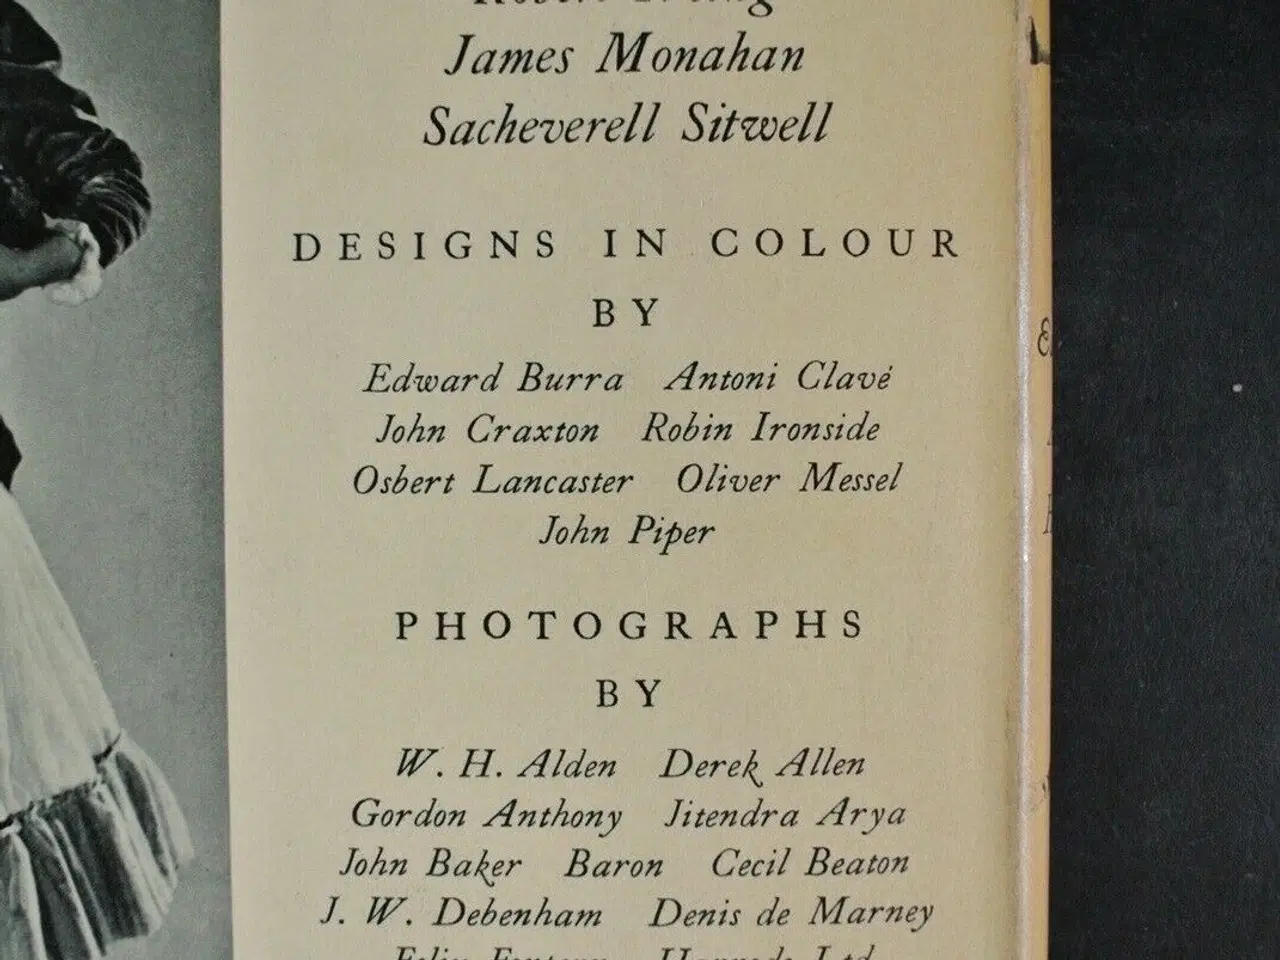 James Monahan
Sacheverell Sitwell
DESIGNS IN COLOUR
BY
Edward Burra Antoni Clavé
John Craxton Robin Ironside
Osbert Lancaster Oliver Messel
John Piper
PHOTOGRAPHS
BY
W. H. Alden Derek Allen
Gordon Anthony Jitendra Arya
John Baker Baron Cecil Beaton
J. W. Debenham Denis de Marney